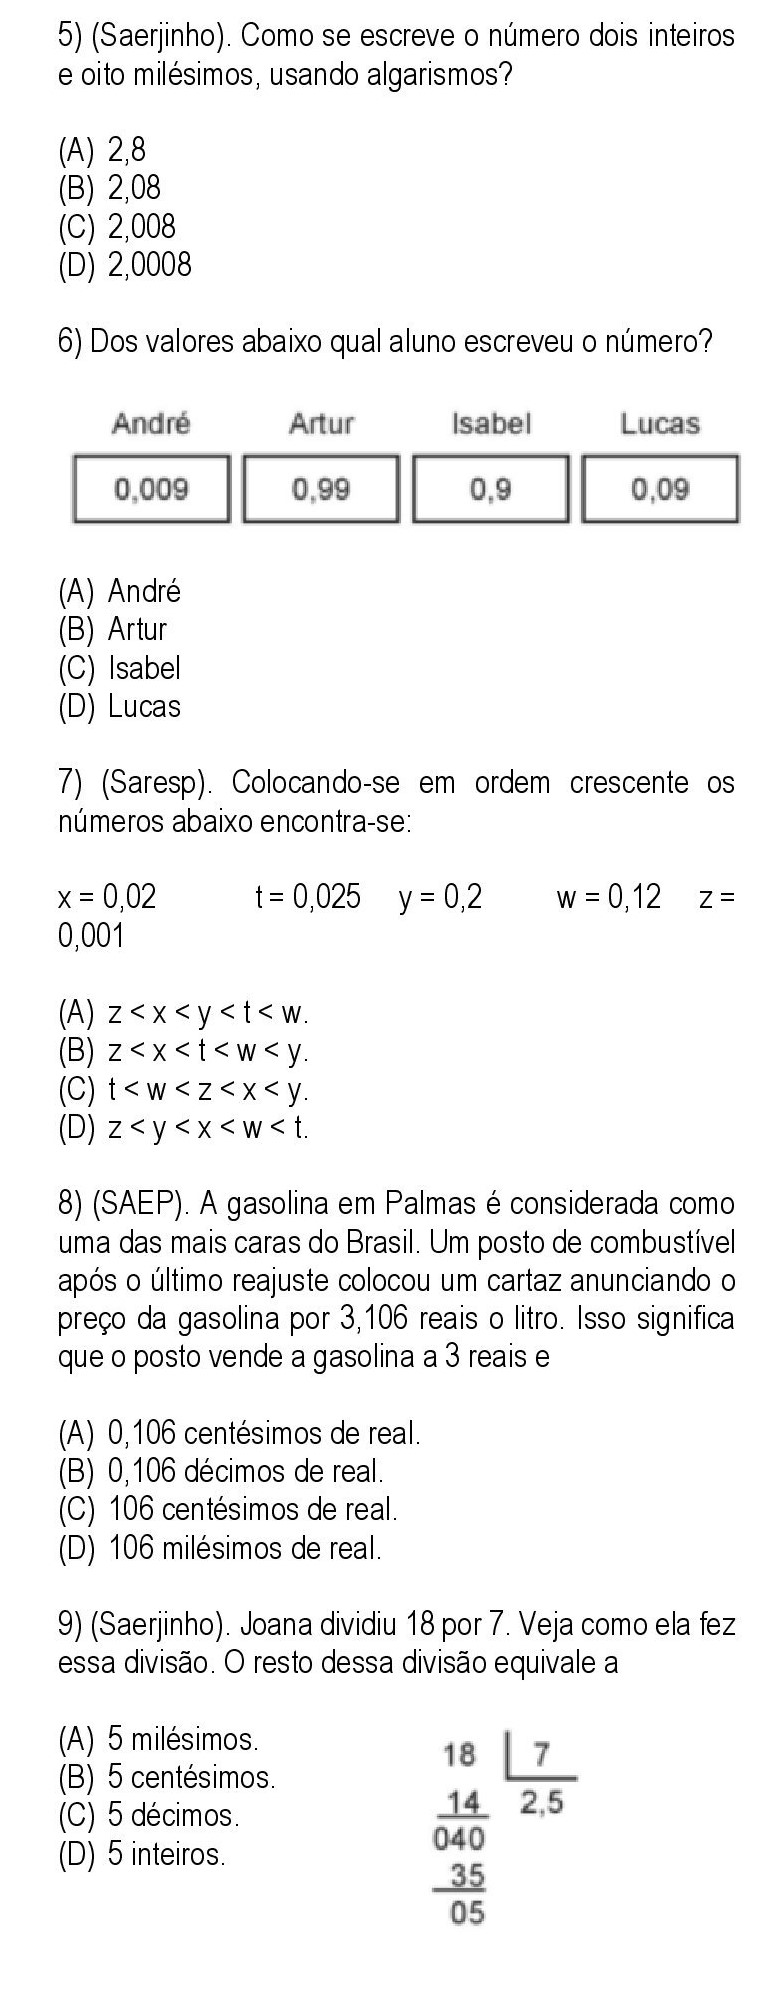 5) (Saerjinho). Como se escreve o número dois inteiros
e oito milésimos, usando algarismos?
(A) 2,8
(B) 2,08
(C) 2,008
(D) 2,0008
6) Dos valores abaixo qual aluno escreveu o número?
André Artur Isabel Lucas
0,009 0,99 0,9 0,09
(A) André
(B) Artur
(C) Isabel
(D) Lucas
7) (Saresp). Colocando-se em ordem crescente os
números abaixo encontra-se:
x = 0,02 t = 0,025 y = 0,2 w = 0,12 z =
0,001
(A) z < x < y < t < w.
(B) z < x < t < w < y.
(C) t < w < z < x < y.
(D) z < y < x < w < t.
8) (SAEP). A gasolina em Palmas é considerada como
uma das mais caras do Brasil. Um posto de combustível
após o último reajuste colocou um cartaz anunciando o
preço da gasolina por 3,106 reais o litro. Isso significa
que o posto vende a gasolina a 3 reais e
(A) 0,106 centésimos de real.
(B) 0,106 décimos de real.
(C) 106 centésimos de real.
(D) 106 milésimos de real.
9) (Saerjinho). Joana dividiu 18 por 7. Veja como ela fez
essa divisão. O resto dessa divisão equivale a
(A) 5 milésimos.
(B) 5 centésimos.
(C) 5 décimos.
(D) 5 inteiros.
18 7
14 2,5
040
35
05